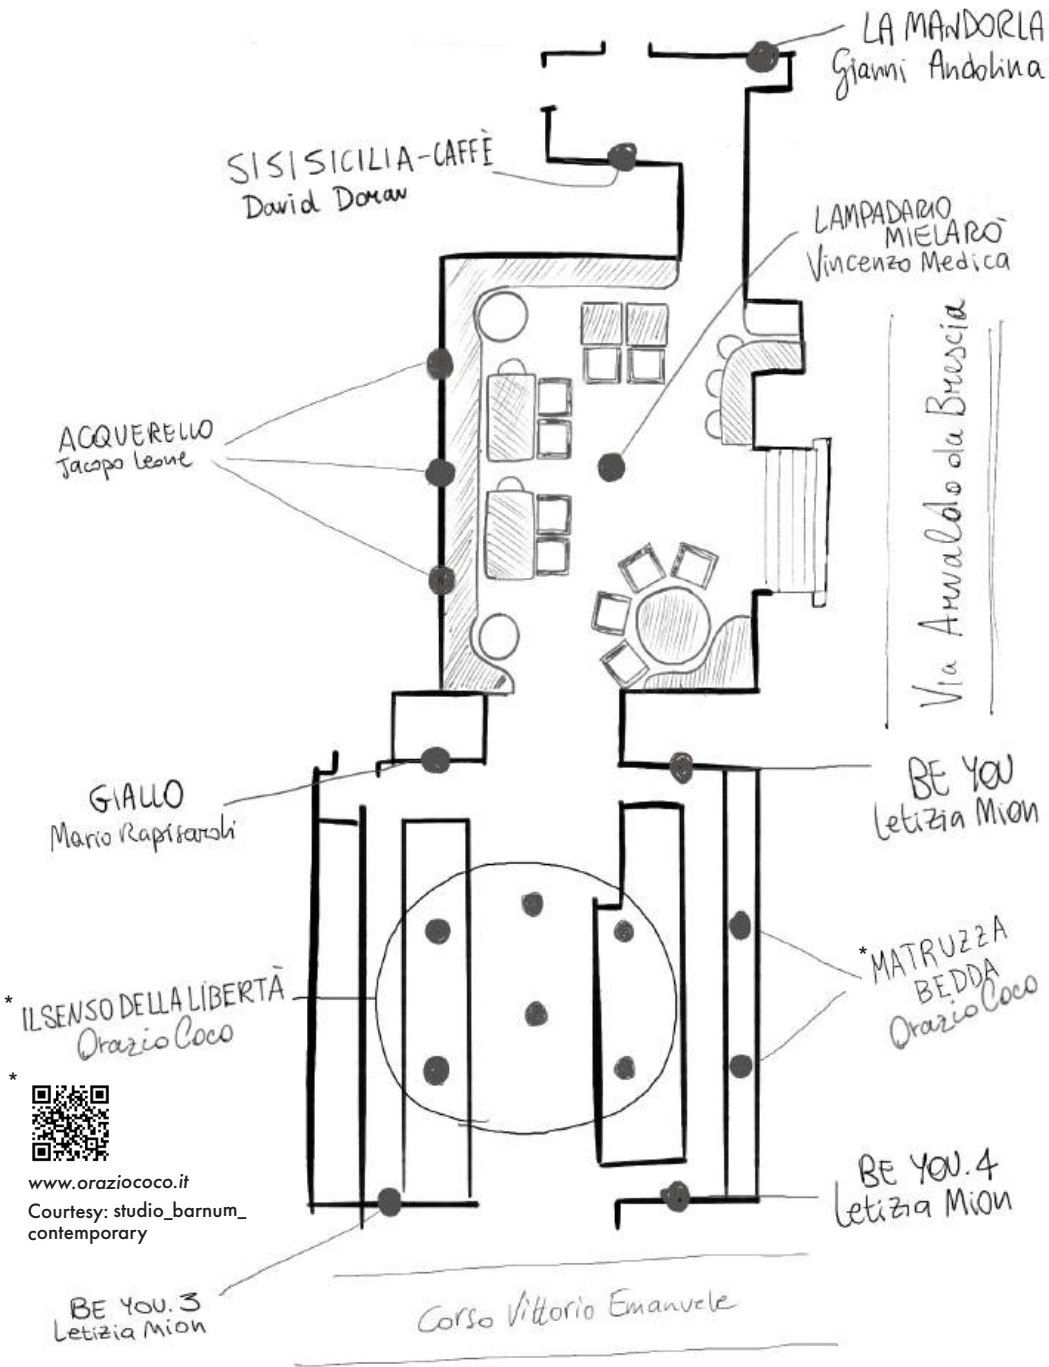 LA MANDORLA
Gianni Andolina
SISISICILIA-CAFFÈ
David Doran
LAMPADARIO
MIELARÒ
Vincenzo Medica
ACQUERELLO
Jacopo Leone
Via Arnaldo da Brescia
GIALLO
Mario Rapisardi
BE YOU
Letizia Mion
* MATRUZZA
BEDDA
Orazio Coco
* IL SENSO DELLA LIBERTÀ
Orazio Coco
*
www.oraziococo.it
Courtesy: studio_barnum_
contemporary
BE YOU.4
Letizia Mion
BE YOU.3
Letizia Mion
Corso Vittorio Emanuele